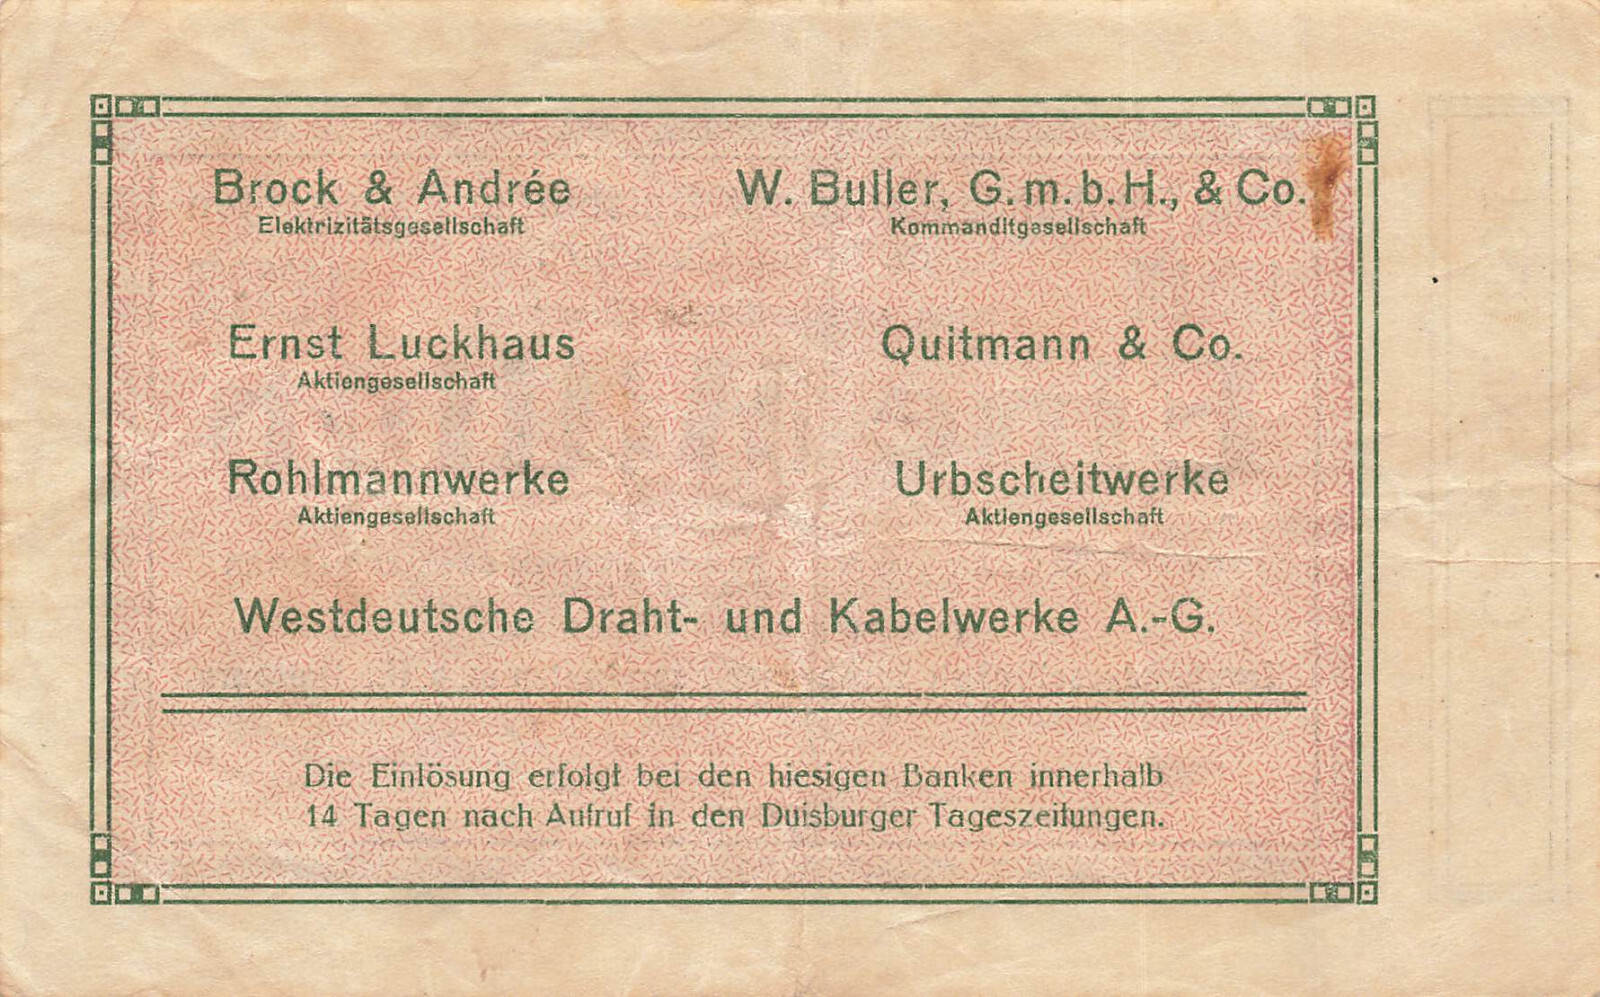 Brock & Andrée
Elektrizitätsgesellschaft
W. Buller, G.m.b.H., & Co.
Kommanditgesellschaft
Ernst Luckhaus
Aktiengesellschaft
Quitmann & Co.
Rohlmannwerke
Aktiengesellschaft
Urbscheitwerke
Aktiengesellschaft
Westdeutsche Draht- und Kabelwerke A.-G.
Die Einlösung erfolgt bei den hiesigen Banken innerhalb
14 Tagen nach Aufruf in den Duisburger Tageszeitungen.